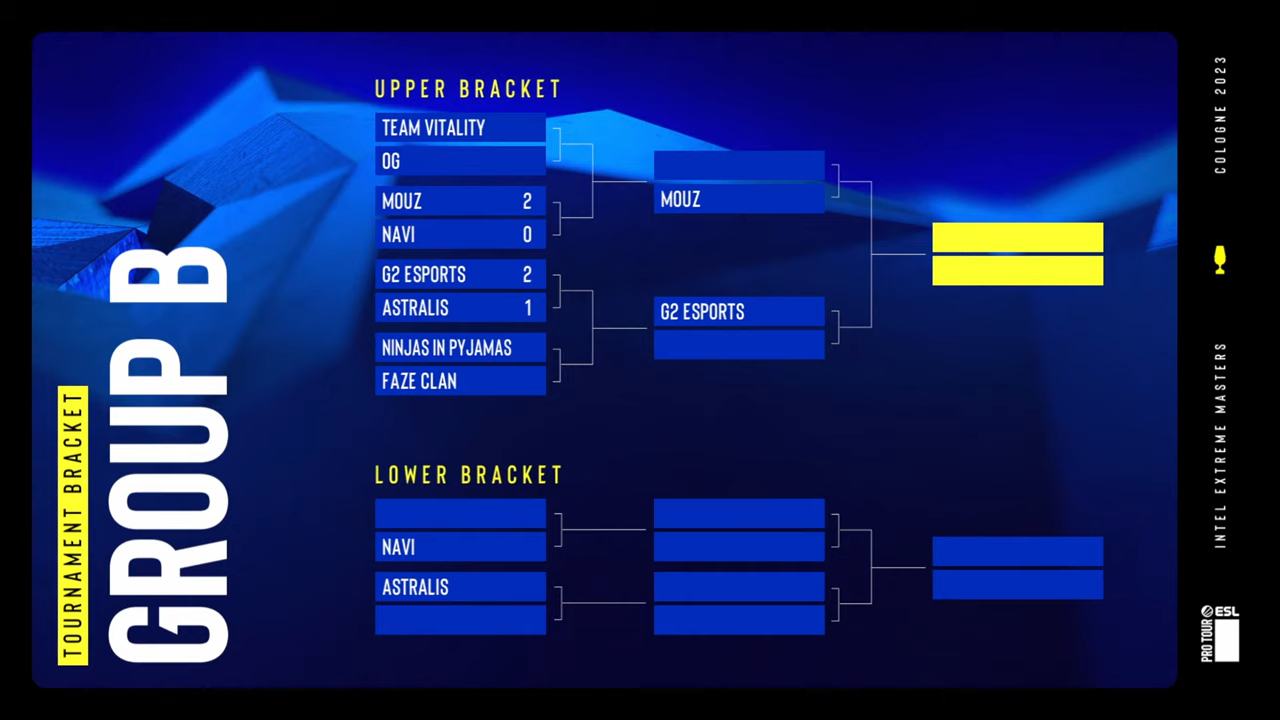 UPPER BRACKET
TEAM VITALITY
OG
MOUZ 2
NAVI 0
G2 ESPORTS 2
ASTRALIS 1
NINJAS IN PYJAMAS
FAZE CLAN
MOUZ
G2 ESPORTS
LOWER BRACKET
NAVI
ASTRALIS
TOURNAMENT BRACKET
GROUP B
COLOGNE 2023
INTEL EXTREME MASTERS
ESL
PRO TOUR